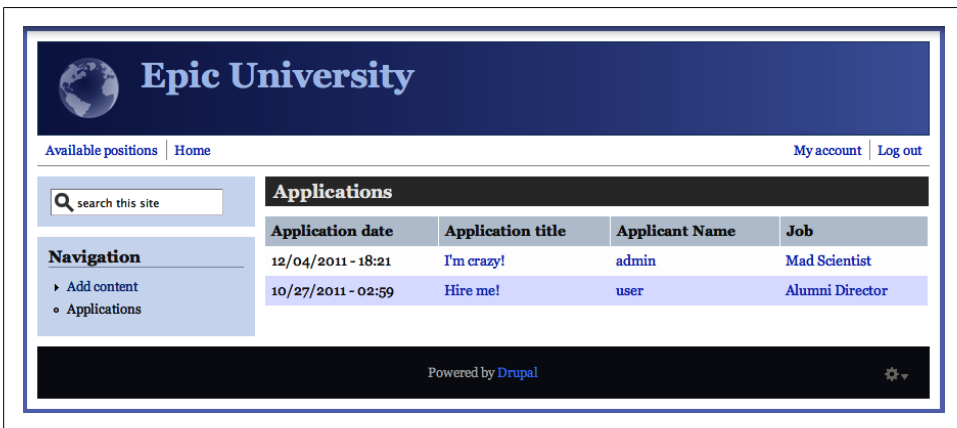 Epic University
Available positions Home My account Log out
search this site
Navigation
Add content
Applications
Applications
Application date Application title Applicant Name Job
12/04/2011 - 18:21 I'm crazy! admin Mad Scientist
10/27/2011 - 02:59 Hire me! user Alumni Director
Powered by Drupal